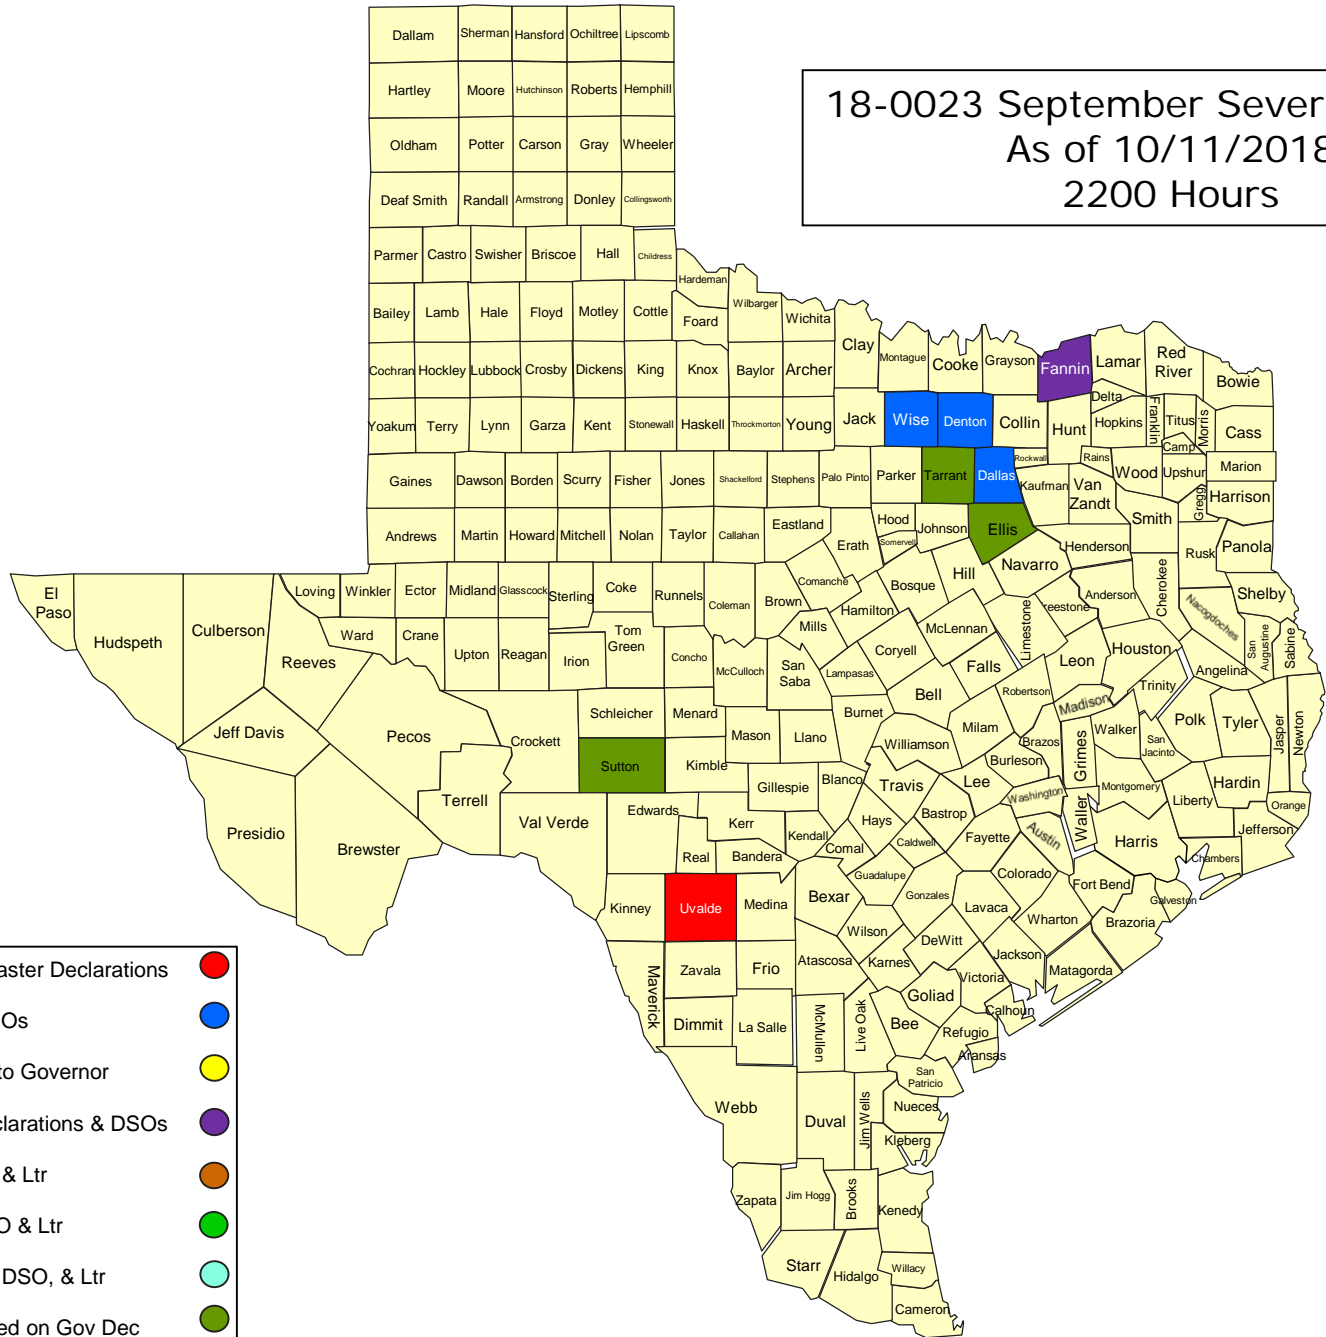 18-0023 September Sever
As of 10/11/2018
2200 Hours
Dallam Sherman Hansford Ochiltree Lipscomb
Hartley Moore Hutchinson Roberts Hemphill
Oldham Potter Carson Gray Wheeler
Deaf Smith Randall Armstrong Donley Collingsworth
Parmer Castro Swisher Briscoe Hall Childress
Hardeman
Bailey Lamb Hale Floyd Motley Cottle Foard Wilbarger Wichita
Clay Montague Cooke Grayson Fannin Lamar Red
River
Bowie
Cochran Hockley Lubbock Crosby Dickens King Knox Baylor Archer
Delta
Yoakum Terry Lynn Garza Kent Stonewall Haskell Throckmorton Young Jack Wise Denton Collin Hunt Hopkins Franklin Titus Morris Cass
Camp
Gaines Dawson Borden Scurry Fisher Jones Shackelford Stephens Palo Pinto Parker Tarrant Dallas Rockwall Kaufman Rains Van
Zandt
Wood Upshur Gregg Marion
Harrison
Andrews Martin Howard Mitchell Nolan Taylor Callahan Eastland Erath Hood Somervell Johnson Ellis Henderson Smith Rusk Panola
El
Paso
Hudspeth Culberson Loving Winkler Ector Midland Glasscock Sterling Coke Runnels Coleman Brown Comanche Hamilton Bosque Hill Navarro Limestone reestone Anderson Cherokee Nacogdoches Shelby
Reeves Ward Crane Upton Reagan Irion Tom
Green
Concho McCulloch San
Saba
Mills Lampasas Coryell McLennan Falls Leon Houston Angelina San
Augustine
Sabine
Jeff Davis Pecos Crockett Schleicher Menard Mason Llano Burnet Bell Milam Robertson Madison Trinity
Walker San
Jacinto
Polk Tyler Jasper Newton
Sutton Kimble Gillespie Blanco Williamson Travis Lee Burleson Brazos Grimes Washington Montgomery Liberty Hardin Orange
Presidio Brewster Terrell Val Verde Edwards Kerr Kendall Hays Bastrop Caldwell Fayette Austin Waller Harris Jefferson Chambers
Real Bandera Comal Guadalupe Gonzales Colorado Fort Bend Galveston
Kinney Uvalde Medina Bexar Wilson Lavaca Wharton Brazoria
Maverick Zavala Frio Atascosa Karnes DeWitt Jackson Matagorda
Dimmit La Salle McMullen Live Oak Bee Goliad Victoria Calhoun
Refugio Aransas
San
Patricio
Webb Duval Jim Wells Nueces
Kleberg
Zapata Jim Hogg Brooks Kenedy
Starr Hidalgo Willacy
Cameron
aster Declarations
Os
to Governor
clarations & DSOs
& Ltr
O & Ltr
DSO, & Ltr
ed on Gov Dec